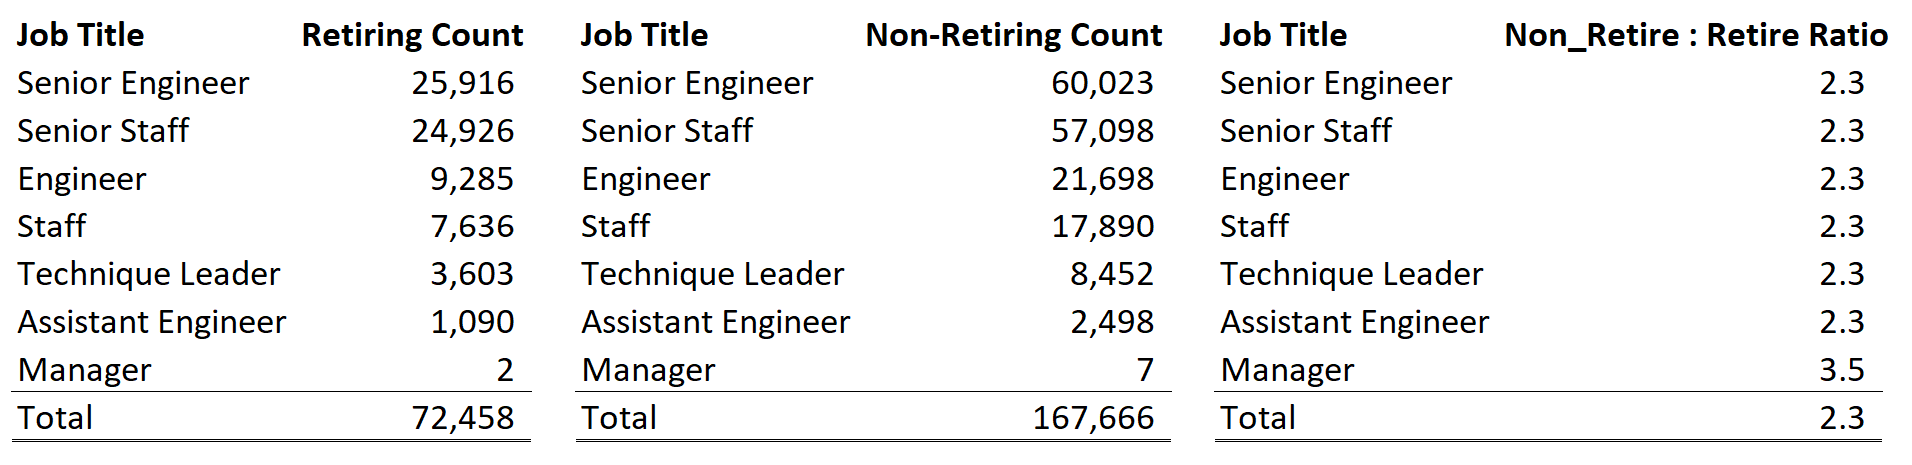 Job Title Retiring Count Job Title Non-Retiring Count Job Title Non_Retire : Retire Ratio
Senior Engineer 25,916 Senior Engineer 60,023 Senior Engineer 2.3
Senior Staff 24,926 Senior Staff 57,098 Senior Staff 2.3
Engineer 9,285 Engineer 21,698 Engineer 2.3
Staff 7,636 Staff 17,890 Staff 2.3
Technique Leader 3,603 Technique Leader 8,452 Technique Leader 2.3
Assistant Engineer 1,090 Assistant Engineer 2,498 Assistant Engineer 2.3
Manager 2 Manager 7 Manager 3.5
Total 72,458 Total 167,666 Total 2.3